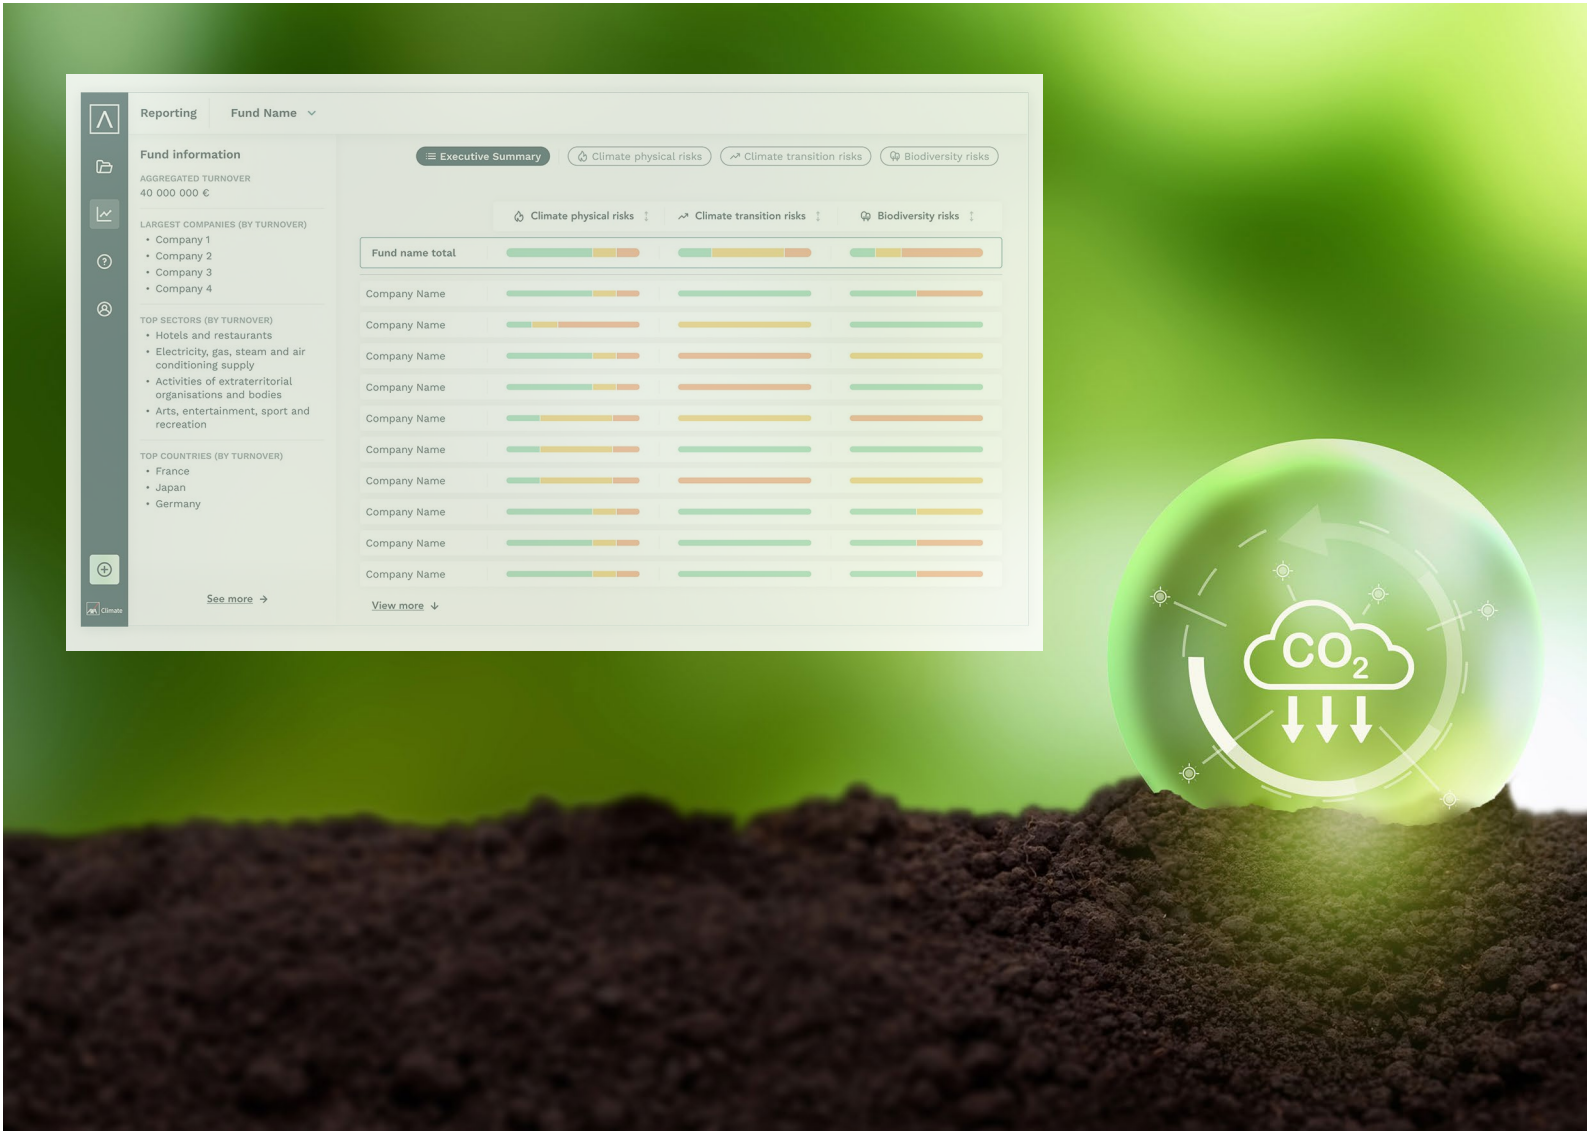 Reporting
Fund Name
Fund information
AGGREGATED TURNOVER
40 000 000 €
LARGEST COMPANIES (BY TURNOVER)
• Company 1
• Company 2
• Company 3
• Company 4
TOP SECTORS (BY TURNOVER)
• Hotels and restaurants
• Electricity, gas, steam and air
conditioning supply
• Activities of extraterritorial
organisations and bodies
• Arts, entertainment, sport and
recreation
TOP COUNTRIES (BY TURNOVER)
• France
• Japan
• Germany
See more →
AXA Climate
Executive Summary
Climate physical risks
Climate transition risks
Biodiversity risks
Climate physical risks
Climate transition risks
Biodiversity risks
Fund name total
Company Name
Company Name
Company Name
Company Name
Company Name
Company Name
Company Name
Company Name
Company Name
Company Name
View more ↓
CO₂